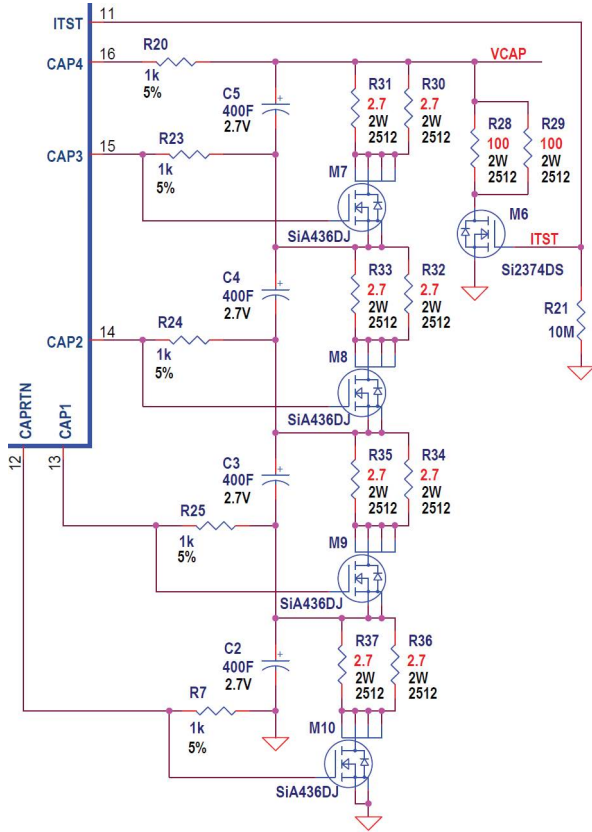 ITST
11
CAP4
16
R20
1k
5%
VCAP
C5
400F
2.7V
R31
2.7
2W
2512
R30
2.7
2W
2512
R28
100
2W
2512
R29
100
2W
2512
CAP3
15
R23
1k
5%
M7
SiA436DJ
M6
ITST
Si2374DS
C4
400F
2.7V
R33
2.7
2W
2512
R32
2.7
2W
2512
R21
10M
CAP2
14
R24
1k
5%
M8
SiA436DJ
CAPRTN
CAP1
12
13
C3
400F
2.7V
R35
2.7
2W
2512
R34
2.7
2W
2512
R25
1k
5%
M9
SiA436DJ
C2
400F
2.7V
R37
2.7
2W
2512
R36
2.7
2W
2512
R7
1k
5%
M10
SiA436DJ